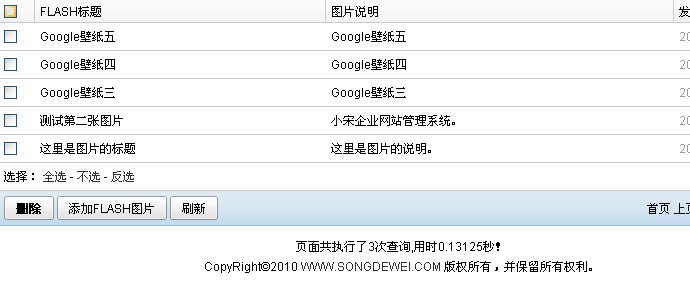 FLASH标题 图片说明 发
Google壁纸五 Google壁纸五 20
Google壁纸四 Google壁纸四 20
Google壁纸三 Google壁纸三 20
测试第二张图片 小宋企业网站管理系统。 20
这里是图片的标题 这里是图片的说明。 20
选择： 全选 - 不选 - 反选
删除 添加FLASH图片 刷新 首页 上页
页面共执行了3次查询,用时0.13125秒!
CopyRight©2010 WWW.SONGDEWEI.COM 版权所有，并保留所有权利。